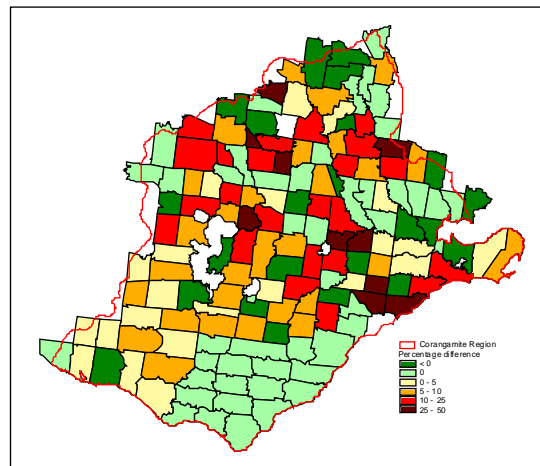 Corangamite Region
Percentage difference
< 0
0
0 - 5
5 - 10
10 - 25
25 - 50